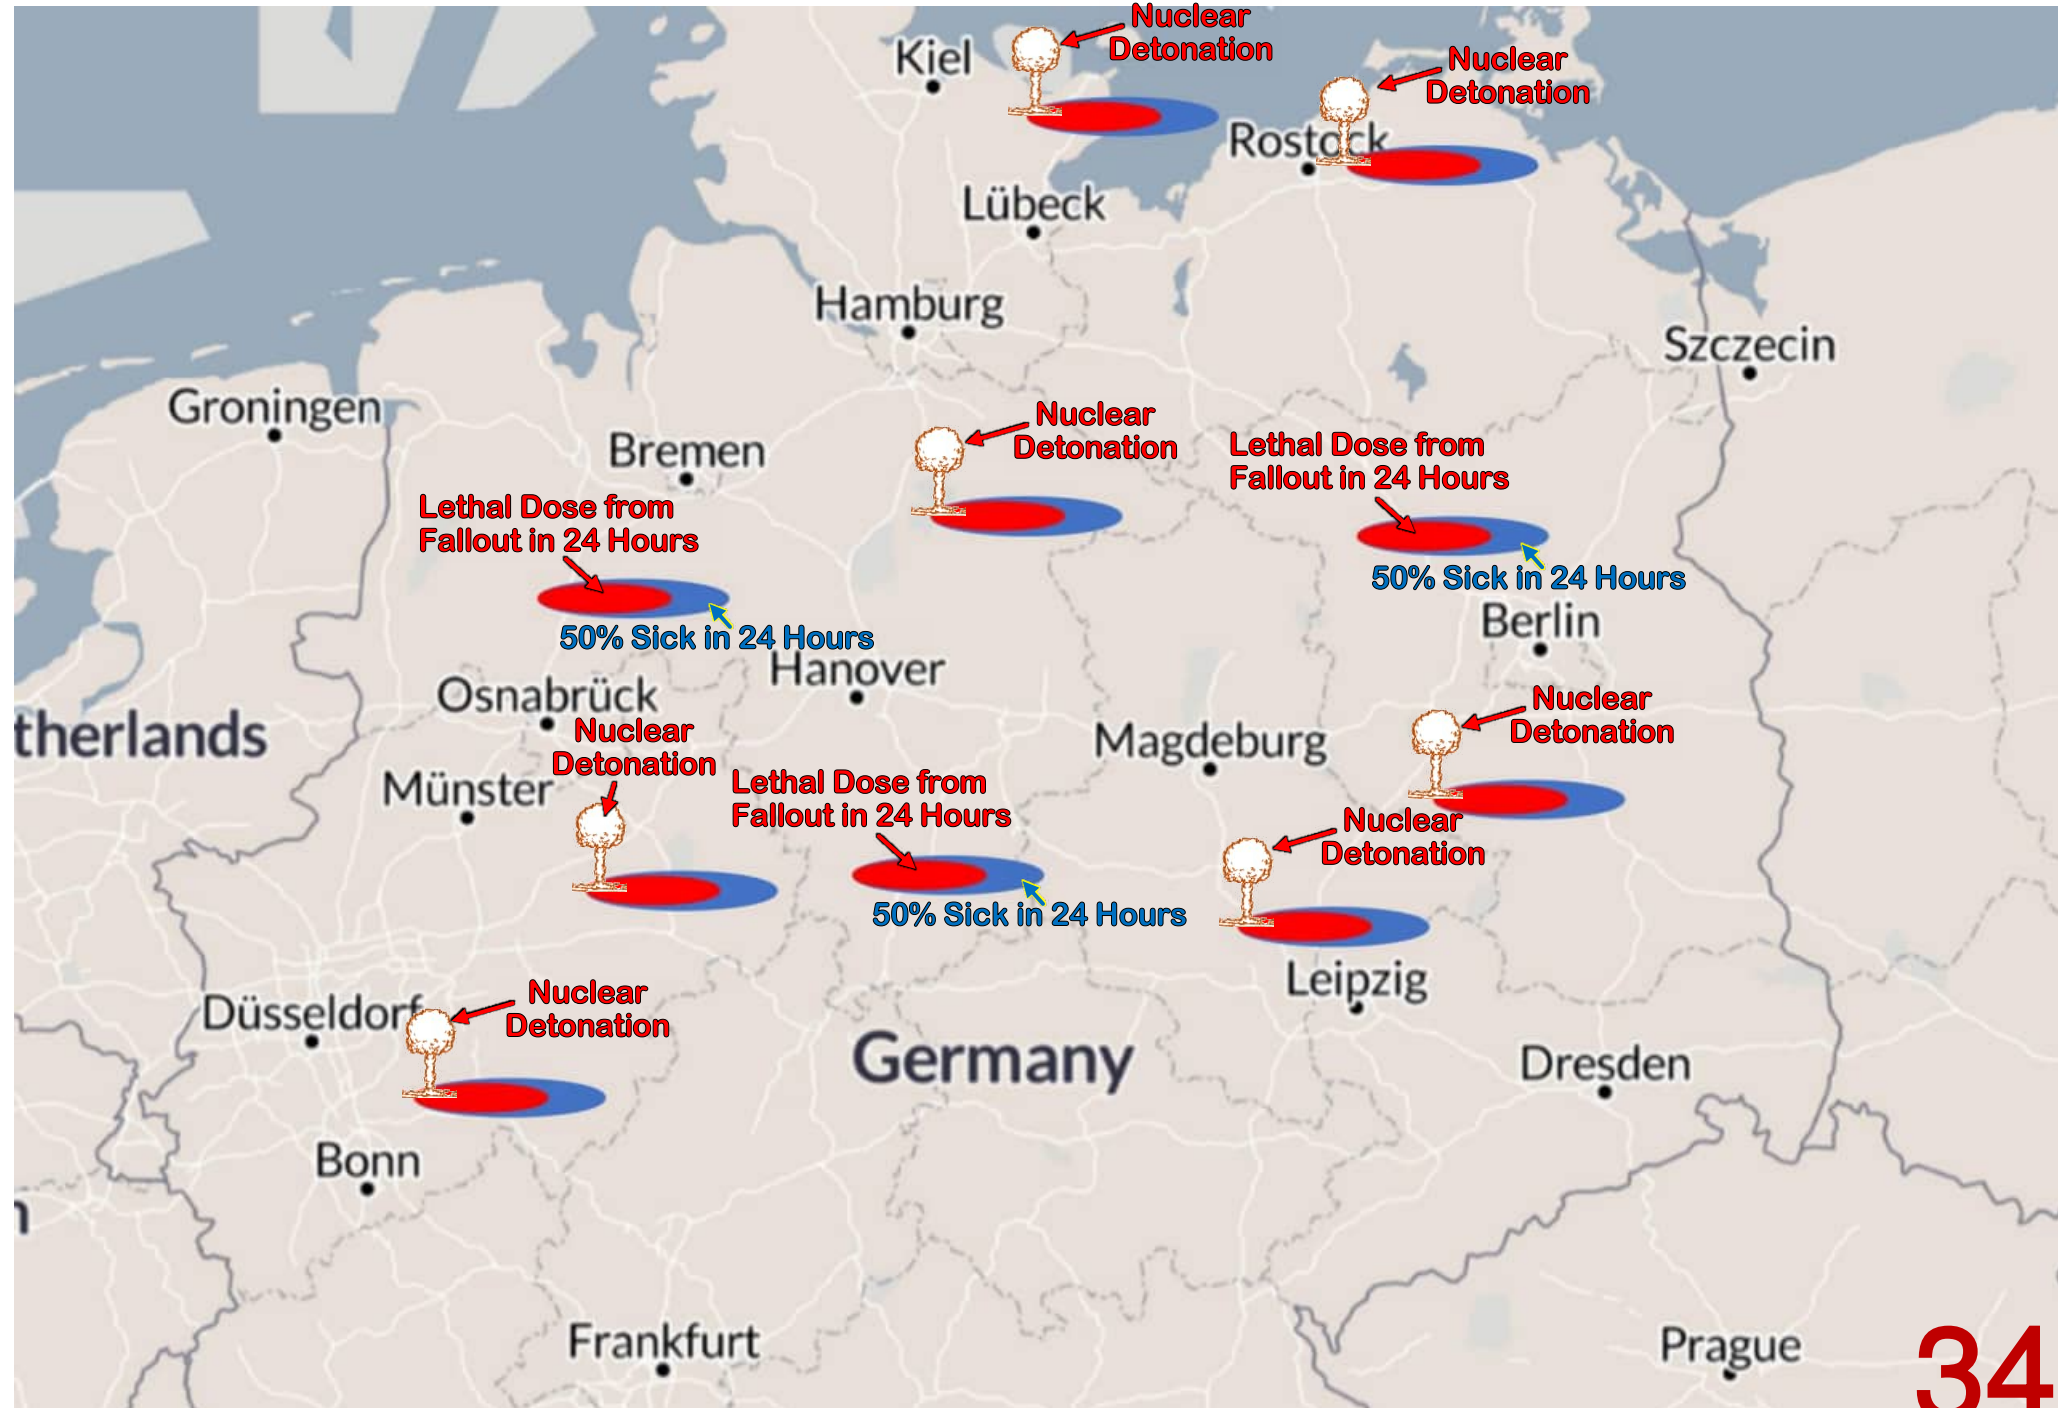 Nuclear
Detonation
Kiel
Nuclear
Detonation
Rostock
Lübeck
Hamburg
Szczecin
Groningen
Nuclear
Detonation
Bremen
Lethal Dose from
Fallout in 24 Hours
Lethal Dose from
Fallout in 24 Hours
50% Sick in 24 Hours
Berlin
50% Sick in 24 Hours
Hanover
Osnabrück
Nuclear
Detonation
Nuclear
Detonation
therlands
Magdeburg
Münster
Lethal Dose from
Fallout in 24 Hours
Nuclear
Detonation
50% Sick in 24 Hours
Leipzig
Nuclear
Detonation
Düsseldorf
Germany
Dresden
Bonn
Frankfurt
Prague
34